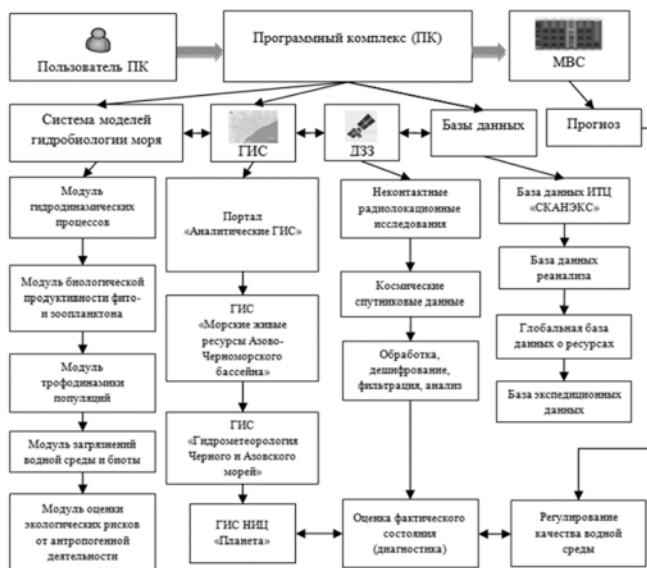 Пользователь ПК
Программный комплекс (ПК)
МВС
Система моделей
гидробиологии моря
ГИС
ДЗЗ
Базы данных
Прогноз
Модуль
гидродинамических
процессов
Модуль биологической
продуктивности фито-
и зоопланктона
Модуль
трофодинамики
популяций
Модуль загрязнений
водной среды и биоты
Модуль оценки
экологических рисков
от антропогенной
деятельности
Портал
«Аналитические ГИС»
ГИС
«Морские живые
ресурсы Азово-
Черноморского
бассейна»
ГИС
«Гидрометеорология
Черного и Азовского
морей»
ГИС НИЦ
«Планета»
Неконтактные
радиолокационные
исследования
Космические
спутниковые данные
Обработка,
дешифрование,
фильтрация, анализ
Оценка фактического
состояния
(диагностика)
База данных ИТЦ
«СКАНЭКС»
База данных
реанализа
Глобальная база
данных о ресурсах
База экспедиционных
данных
Регулирование
качества водной
среды